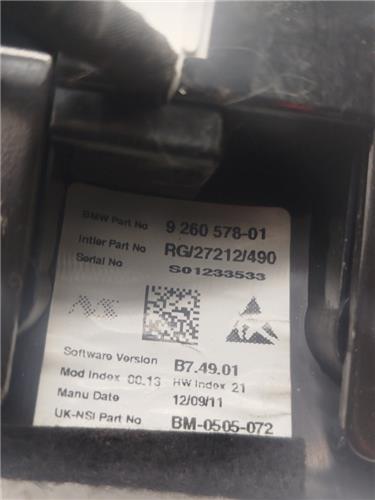 BMW Part No 9 260 578-01
Intier Part No RG/27212/490
Serial No S01233533
Software Version B7.49.01
Mod Index 00.13 HW Index 21
Manu Date 12/09/11
UK-NSI Part No BM-0505-072